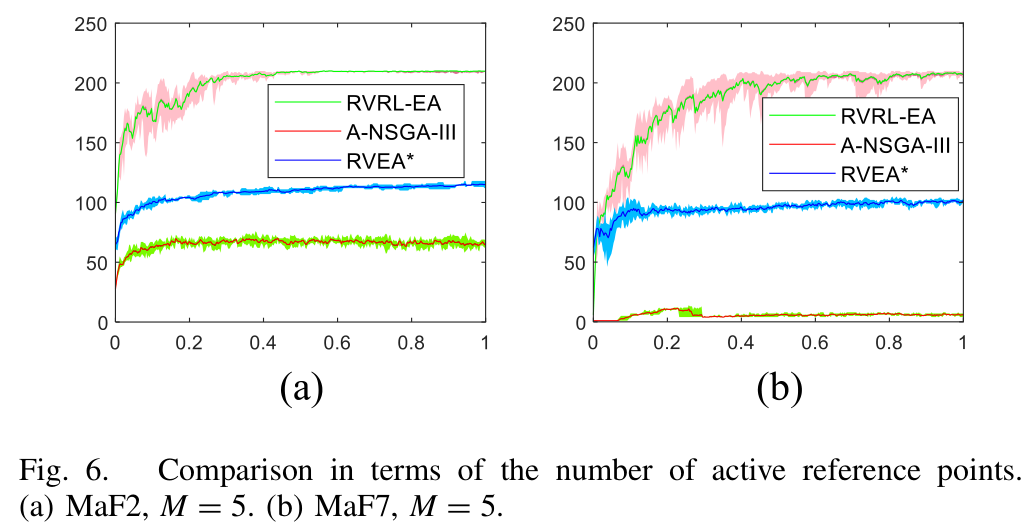 250
200
150
100
50
0
0 0.2 0.4 0.6 0.8 1
RVRL-EA
A-NSGA-III
RVEA*
(a)
250
200
150
100
50
0
0 0.2 0.4 0.6 0.8 1
RVRL-EA
A-NSGA-III
RVEA*
(b)
Fig. 6. Comparison in terms of the number of active reference points.
(a) MaF2, M = 5. (b) MaF7, M = 5.